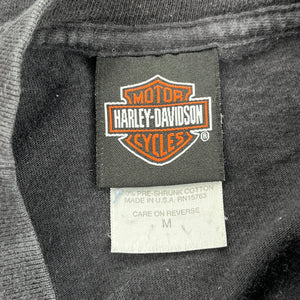 MOTOR
HARLEY-DAVIDSON
CYCLES
®
PRE-SHRUNK COTTON
MADE IN U.S.A. RN15763
CARE ON REVERSE
M